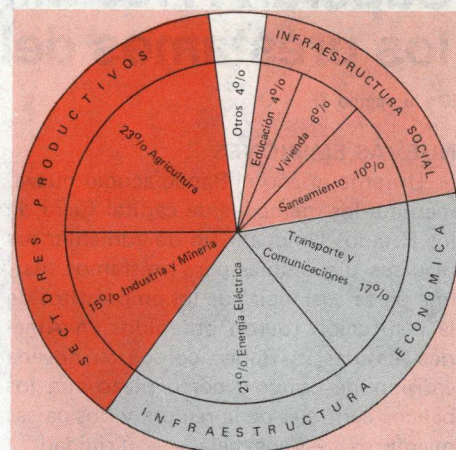 SECTORES PRODUCTIVOS
INFRAESTRUCTURA SOCIAL
INFRAESTRUCTURA ECONOMICA
Otros 4%
Educación 4%
Vivienda 6%
Saneamiento 10%
Transporte y
Comunicaciones 17%
21% Energía Eléctrica
15% Industria y Minería
23% Agricultura